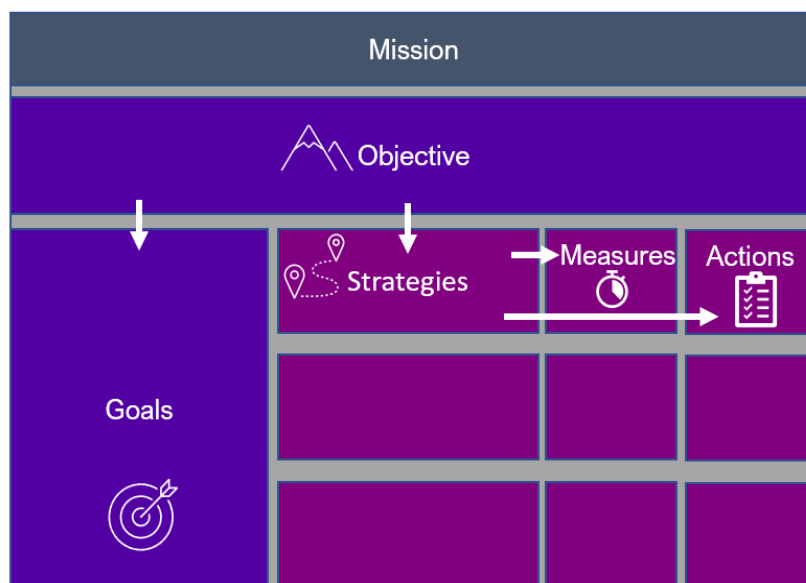 Mission
Objective
Strategies
Measures
Actions
Goals